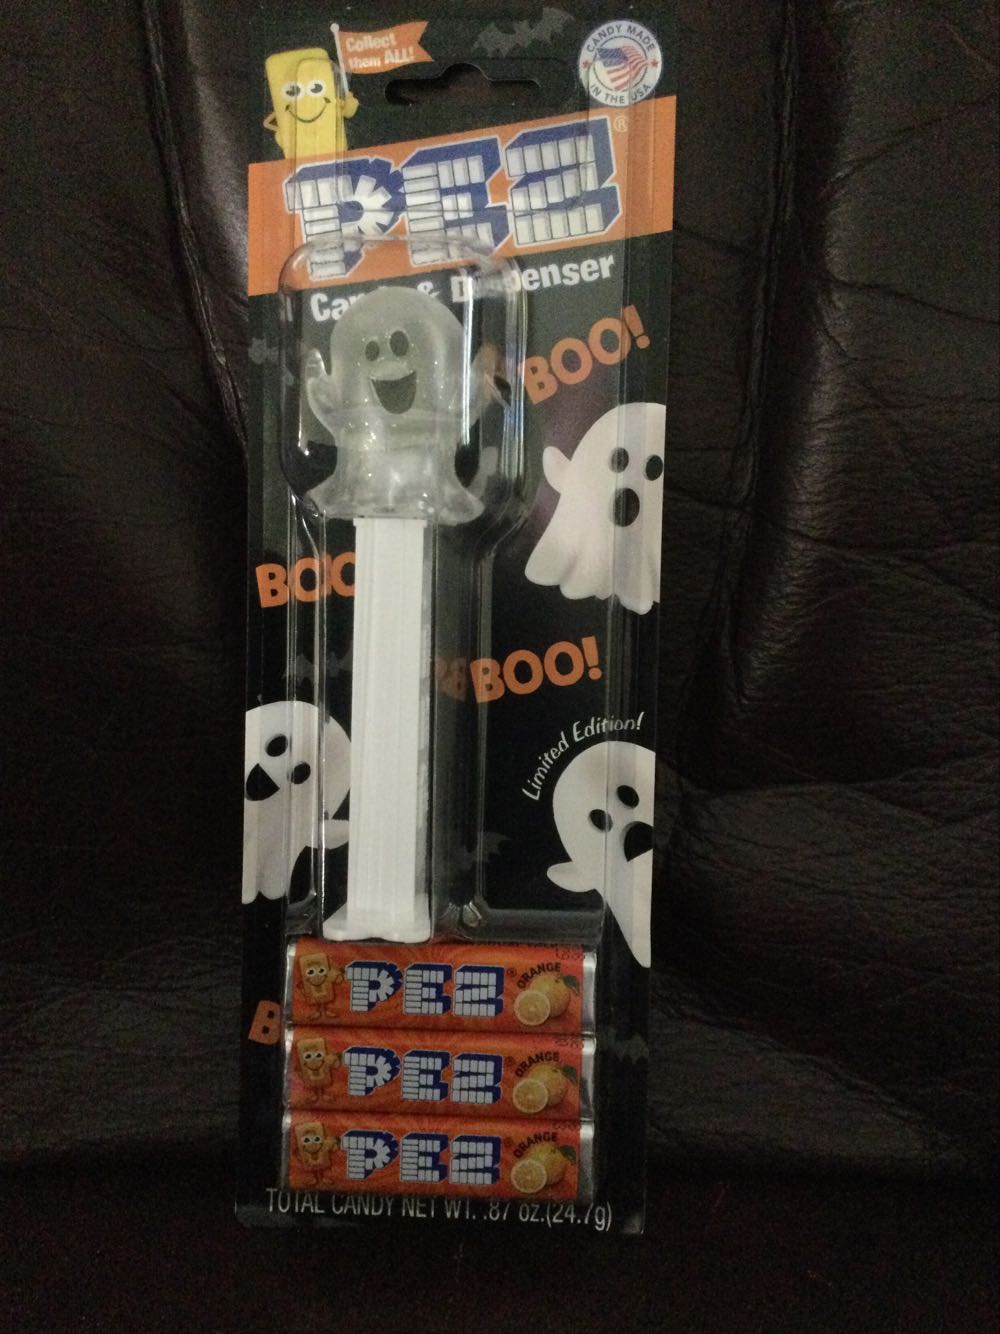 Collect
them ALL!
CANDY MADE
IN THE USA
PEZ®
Candy & Dispenser
BOO!
BOO
BOO!
Limited Edition!
PEZ® ORANGE
B
PEZ® ORANGE
PEZ® ORANGE
TOTAL CANDY NET WT. .87 oz.(24.7g)